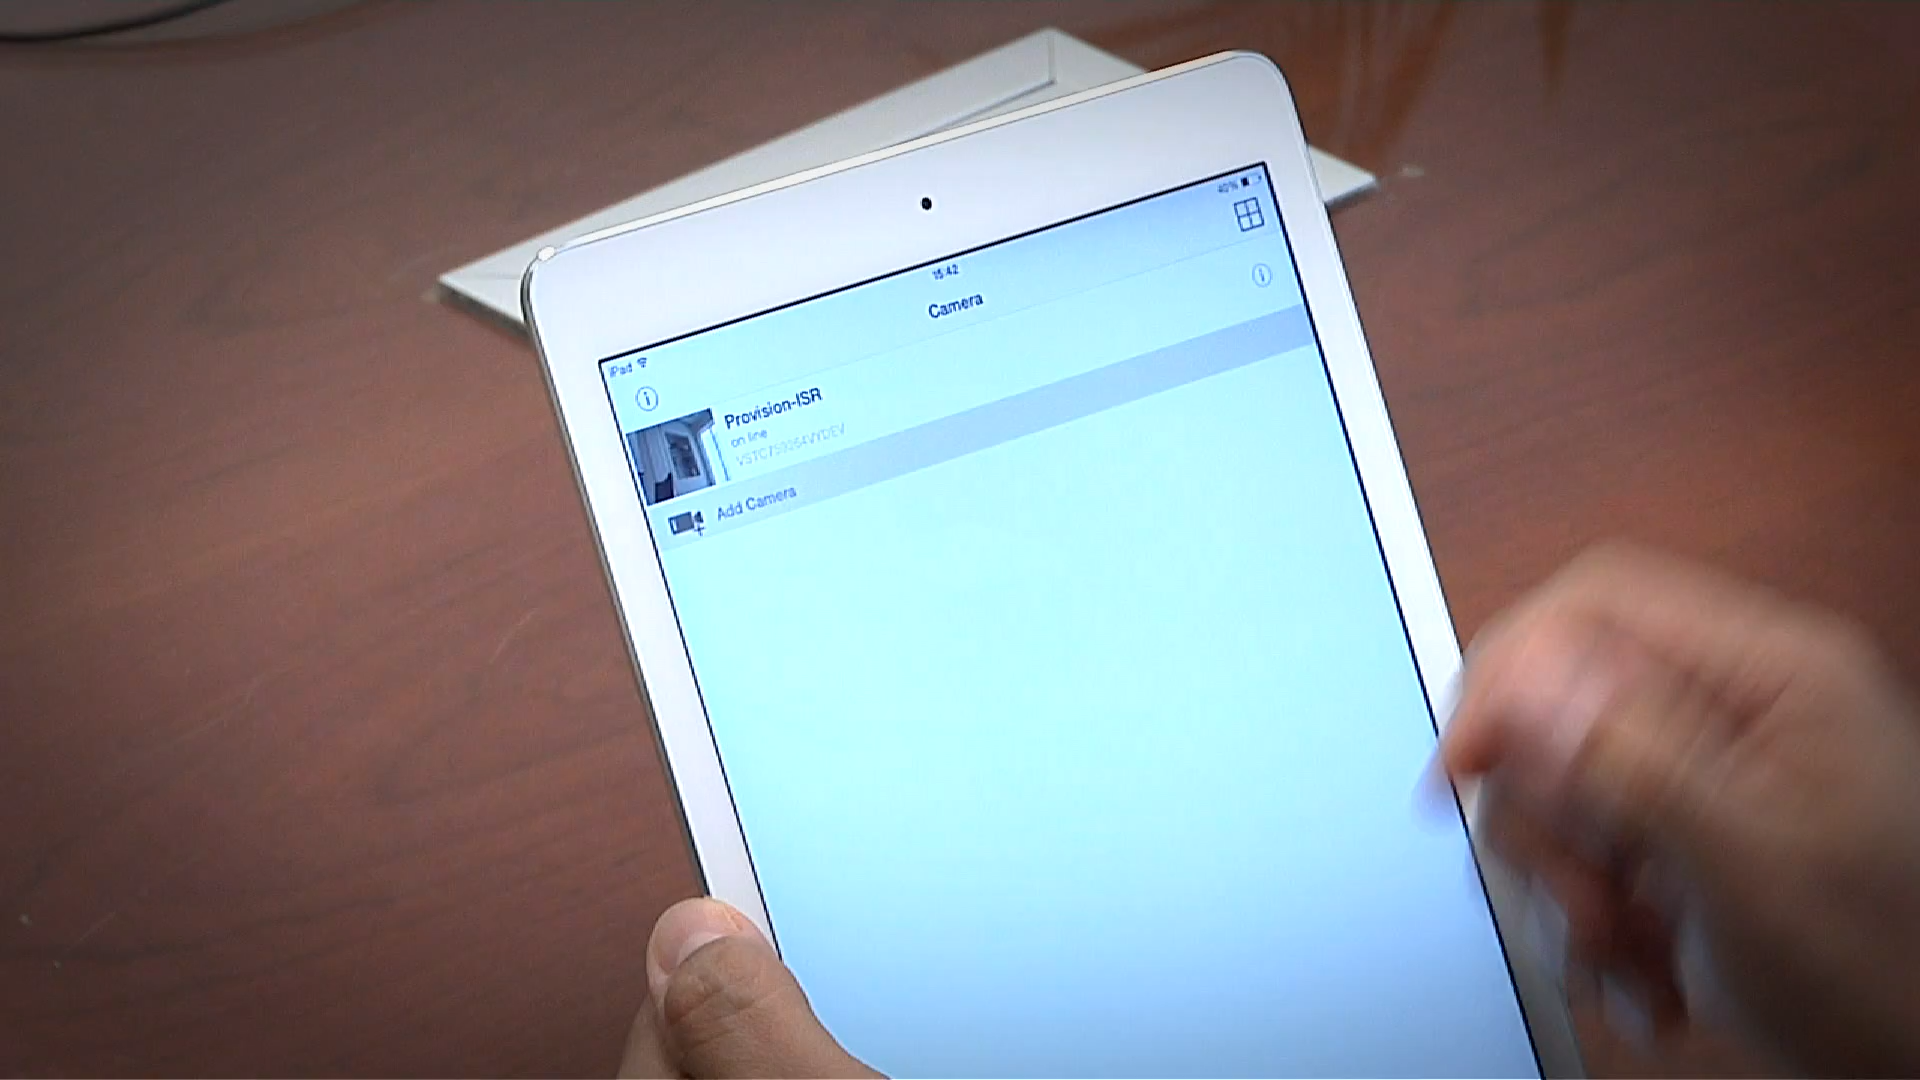 iPad
15:42
40%
Camera
Provision-ISR
on line
Add Camera